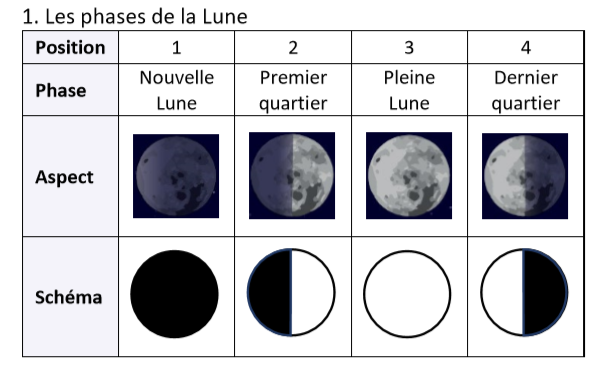 1. Les phases de la Lune
Position 1 2 3 4
Phase
Nouvelle
Lune
Premier
quartier
Pleine
Lune
Dernier
quartier
Aspect
Schéma